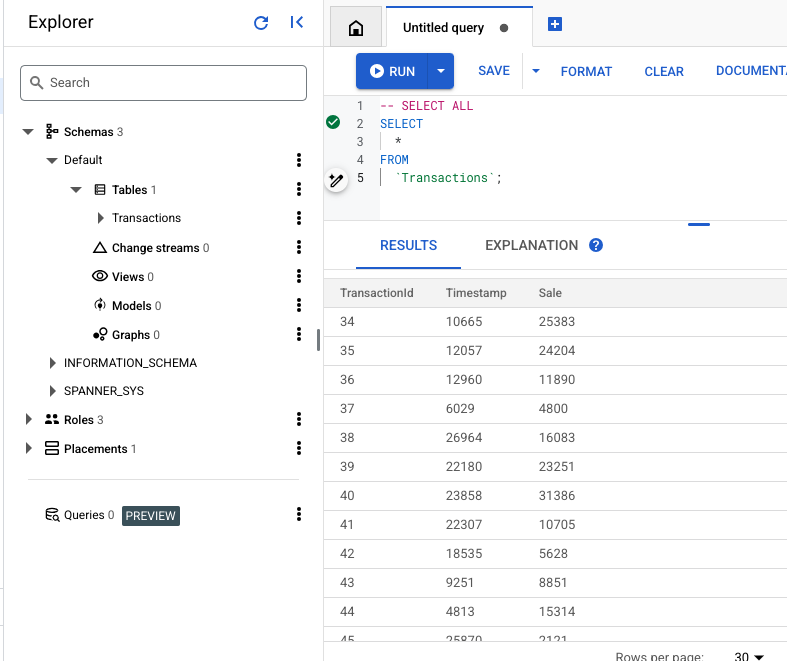 Explorer
Search
Schemas 3
Default
Tables 1
Transactions
Change streams 0
Views 0
Models 0
Graphs 0
INFORMATION_SCHEMA
SPANNER_SYS
Roles 3
Placements 1
Queries 0 PREVIEW
Untitled query
RUN SAVE FORMAT CLEAR DOCUMENTA
1 -- SELECT ALL
2 SELECT
3 *
4 FROM
5 `Transactions`;
RESULTS EXPLANATION ?
TransactionId Timestamp Sale
34 10665 25383
35 12057 24204
36 12960 11890
37 6029 4800
38 26964 16083
39 22180 23251
40 23858 31386
41 22307 10705
42 18535 5628
43 9251 8851
44 4813 15314
45 25870 2121
Rows per page: 30